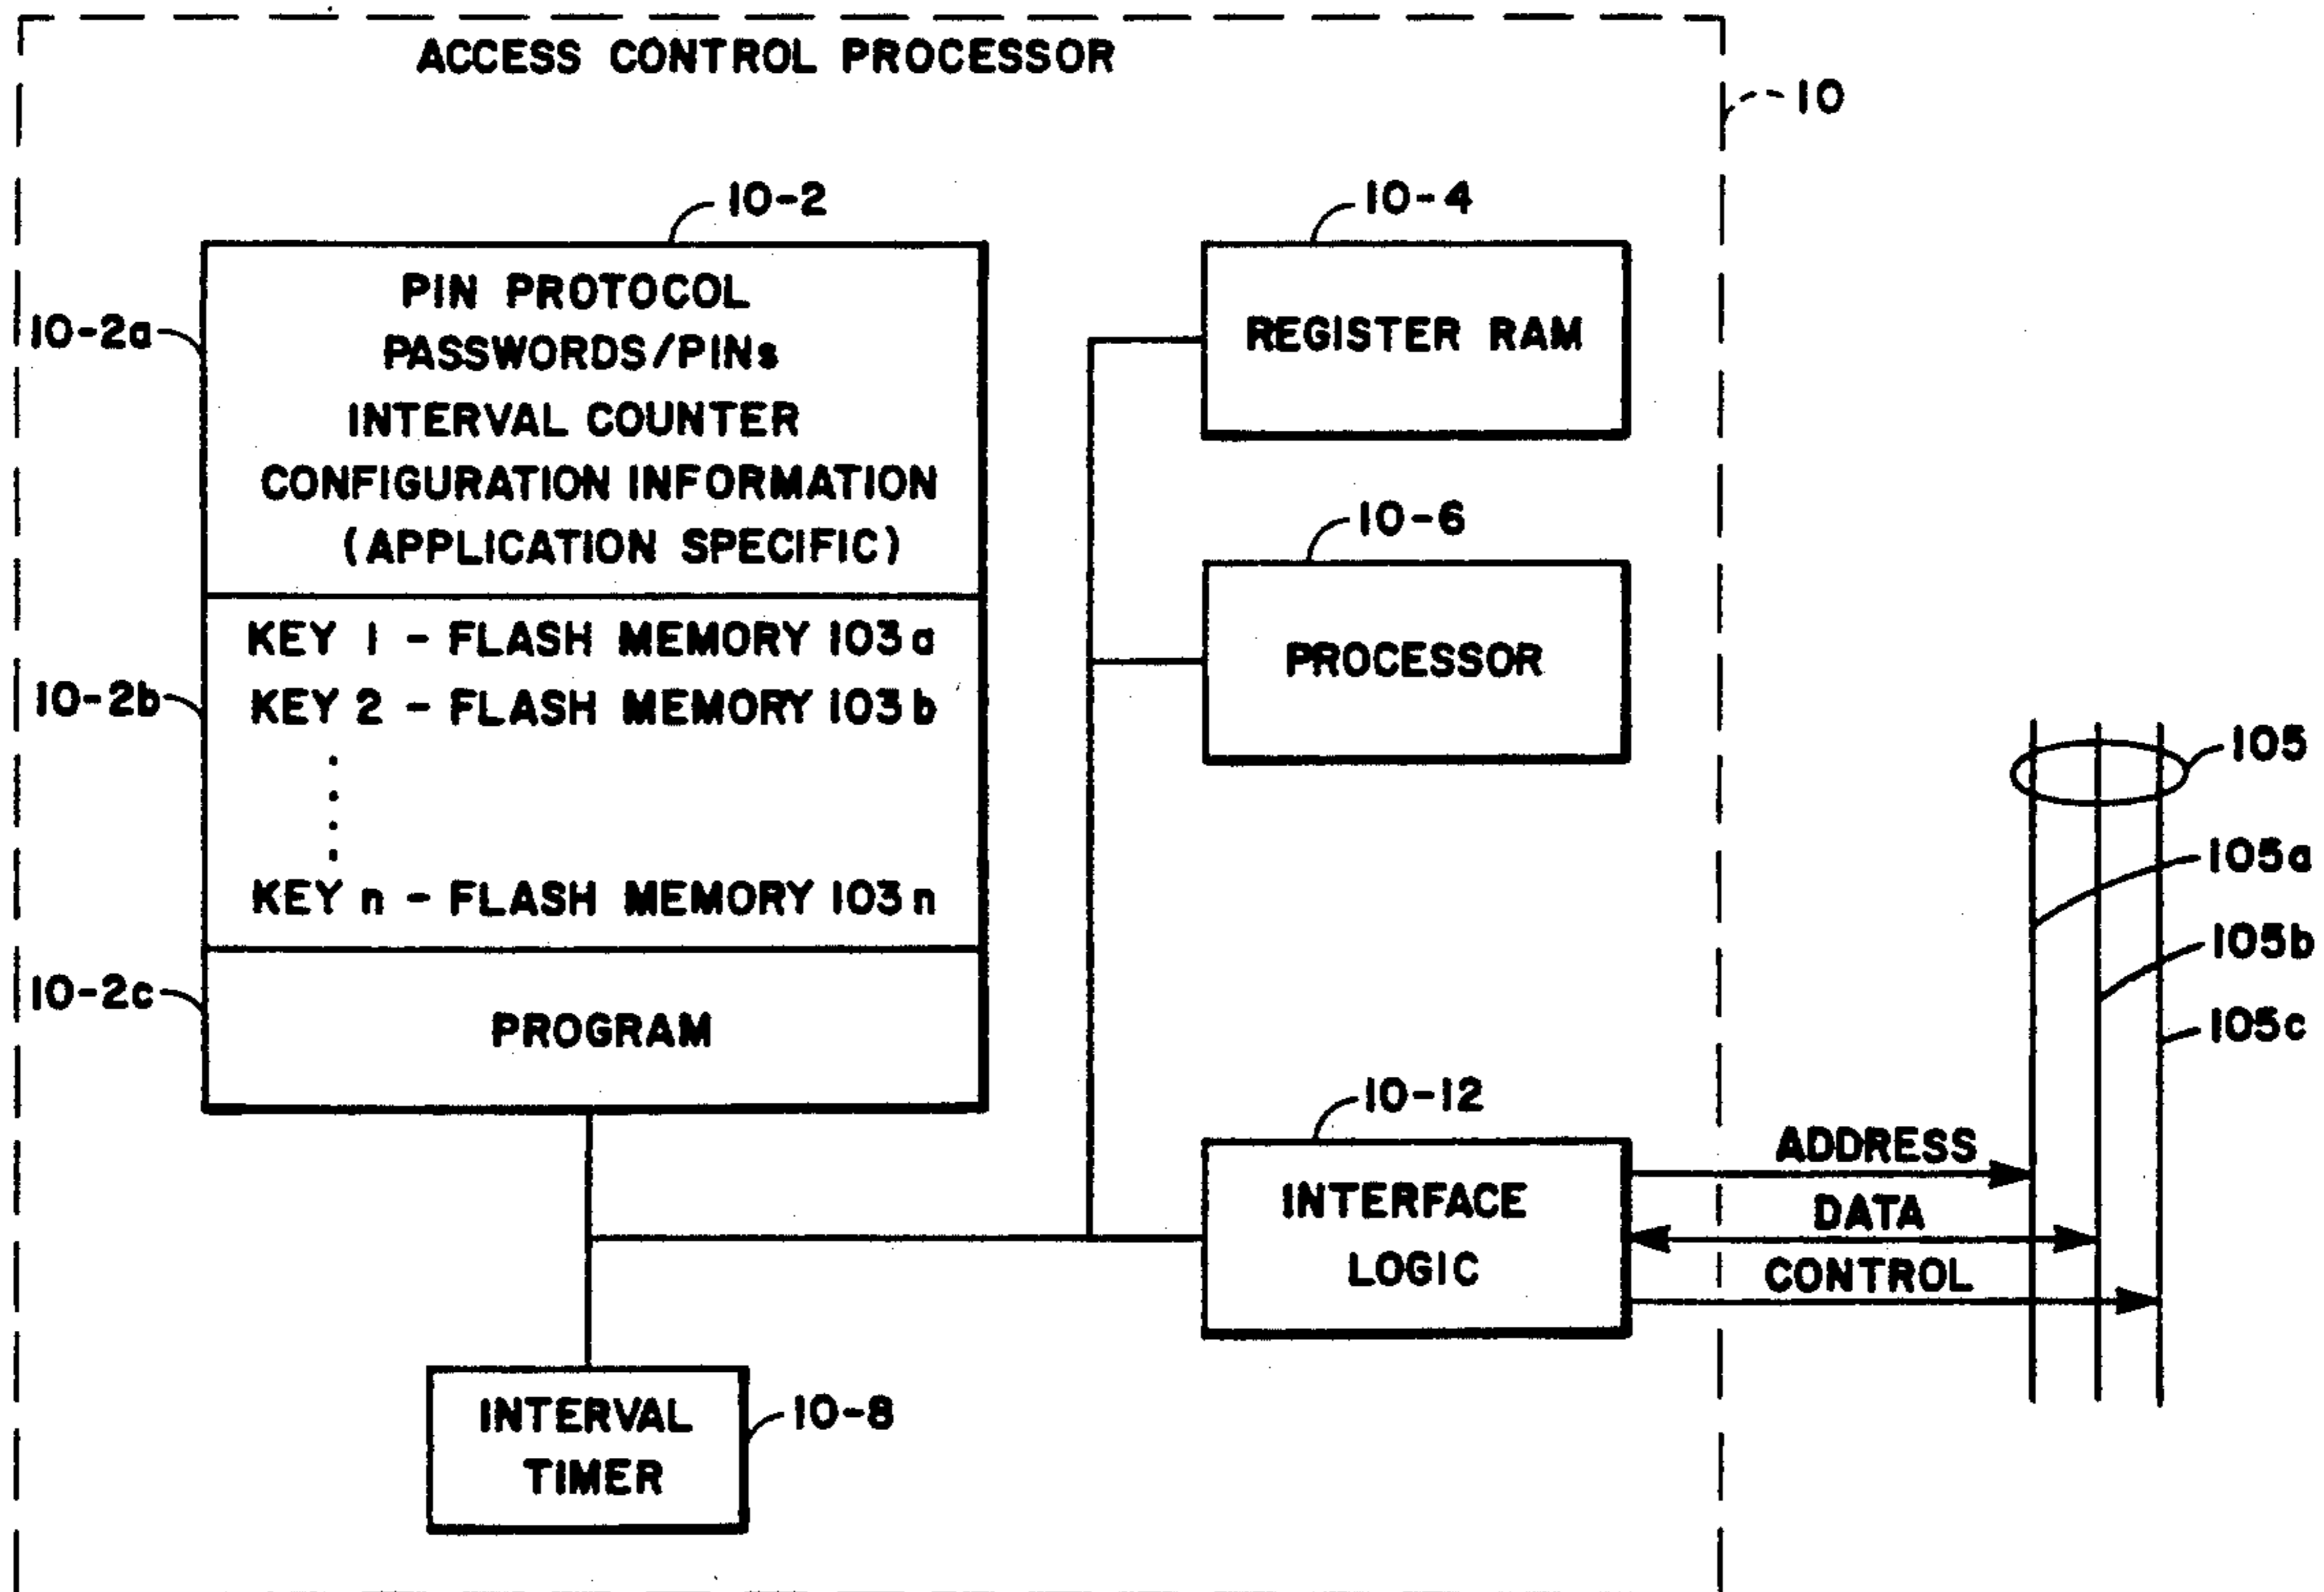 ACCESS CONTROL PROCESSOR
10
10-2
10-4
10-2a
PIN PROTOCOL
PASSWORDS/PINs
INTERVAL COUNTER
CONFIGURATION INFORMATION
(APPLICATION SPECIFIC)
REGISTER RAM
10-6
PROCESSOR
10-2b
KEY 1 - FLASH MEMORY 103a
KEY 2 - FLASH MEMORY 103b
KEY n - FLASH MEMORY 103n
105
105a
105b
105c
10-2c
PROGRAM
10-12
INTERFACE
LOGIC
ADDRESS
DATA
CONTROL
INTERVAL
TIMER
10-8